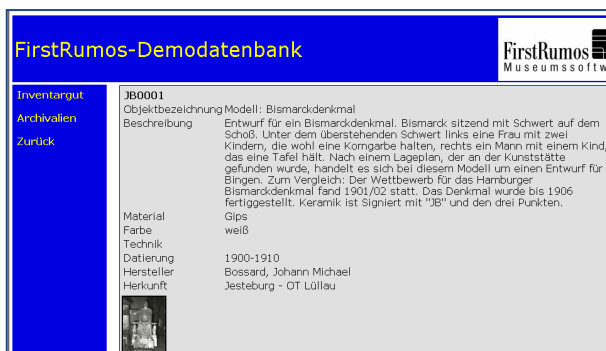 FirstRumos-Demodatenbank
FirstRumos
Museumssoftw
Inventargut
Archivalien
Zurück
JB0001
Objektbezeichnung Modell: Bismarckdenkmal
Beschreibung Entwurf für ein Bismarckdenkmal. Bismarck sitzend mit Schwert auf dem
Schoß. Unter dem überstehenden Schwert links eine Frau mit zwei
Kindern, die wohl eine Korngarbe halten, rechts ein Mann mit einem Kind,
das eine Tafel hält. Nach einem Lageplan, der an der Kunststätte
gefunden wurde, handelt es sich bei diesem Modell um einen Entwurf für
Bingen. Zum Vergleich: Der Wettbewerb für das Hamburger
Bismarckdenkmal fand 1901/02 statt. Das Denkmal wurde bis 1906
fertiggestellt. Keramik ist Signiert mit "JB" und den drei Punkten.
Material Gips
Farbe weiß
Technik
Datierung 1900-1910
Hersteller Bossard, Johann Michael
Herkunft Jesteburg - OT Lüllau